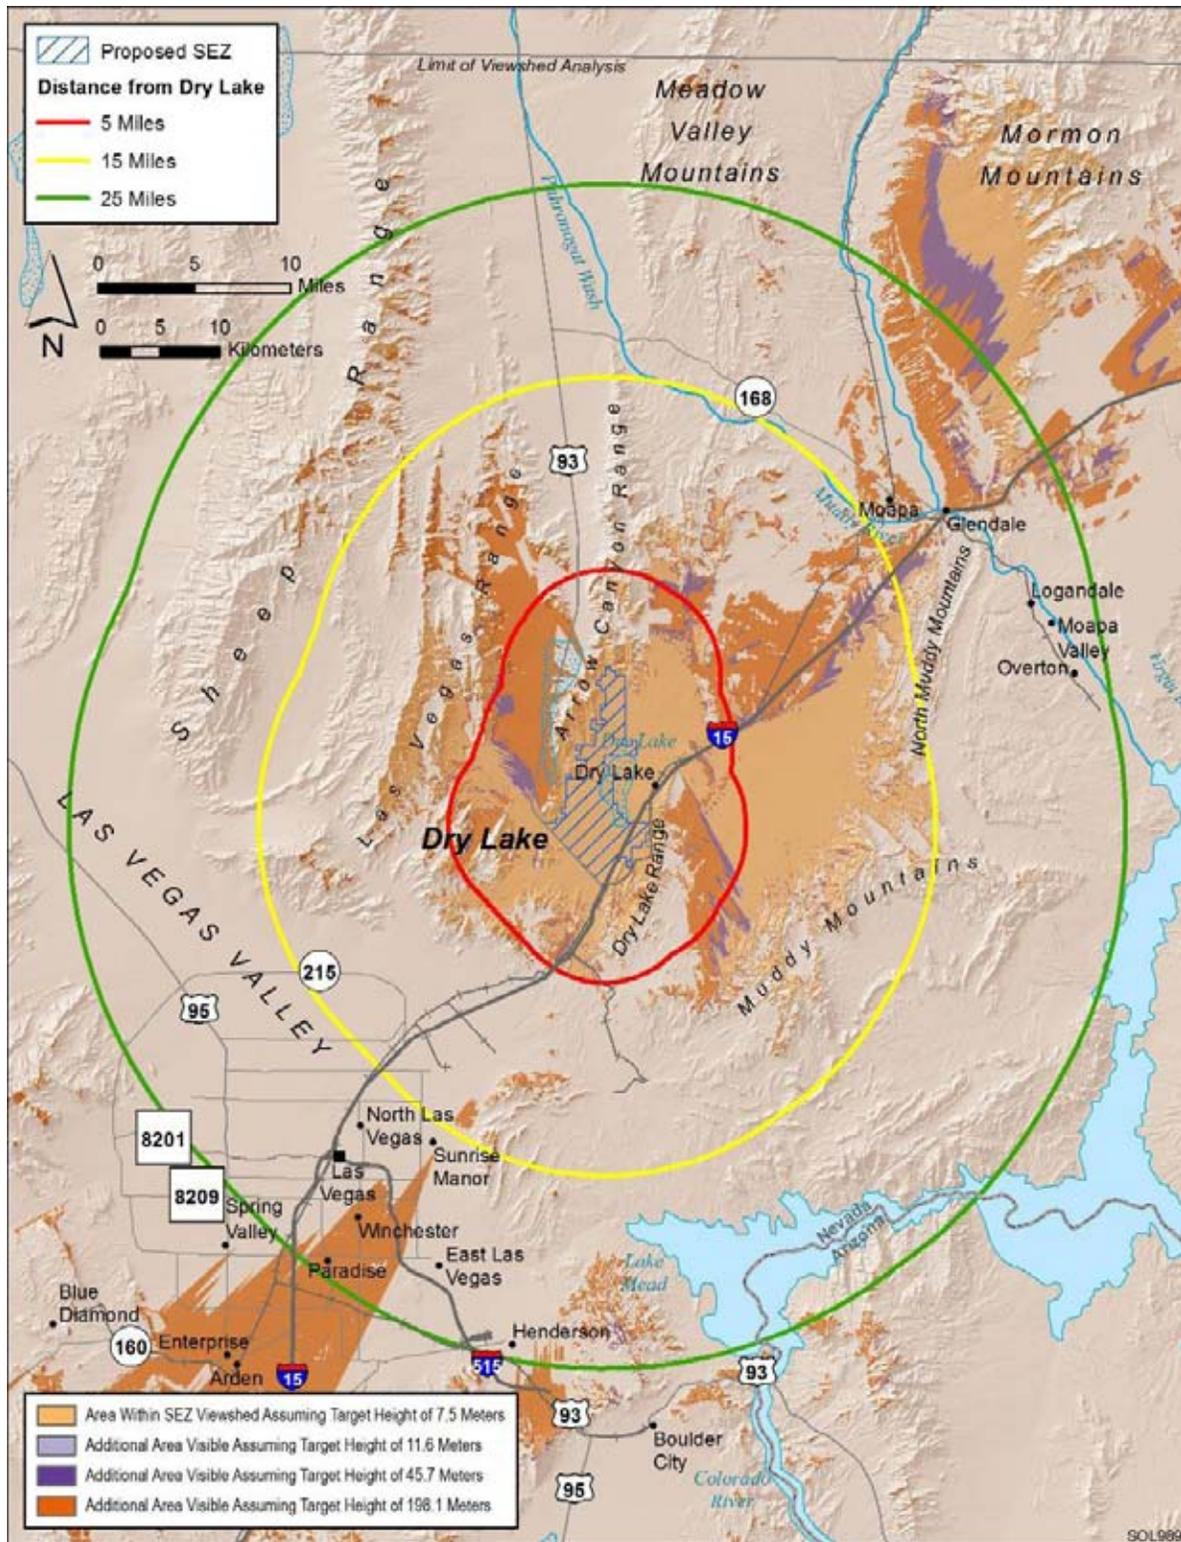 Proposed SEZ
Distance from Dry Lake
5 Miles
15 Miles
25 Miles
0 5 10
Miles
0 5 10
Kilometers
N
Limit of Viewshed Analysis
Meadow
Valley
Mountains
Mormon
Mountains
Pahranagat Wash
Sheep Range
168
93
Las Vegas Range
Arrow Canyon Range
Moapa
Muddy River
Glendale
Logandale
Moapa
Valley
Overton
North Muddy Mountains
15
Dry Lake
Dry Lake
Dry Lake
Dry Lake Range
Muddy Mountains
LAS VEGAS VALLEY
215
95
8201
8209
North Las
Vegas
Sunrise
Manor
Las
Vegas
Spring
Valley
Winchester
Paradise
East Las
Vegas
Blue
Diamond
160
Enterprise
Arden
15
515
Henderson
Lake
Mead
Nevada
Arizona
93
93
Boulder
City
95
Colorado
River
Area Within SEZ Viewshed Assuming Target Height of 7.5 Meters
Additional Area Visible Assuming Target Height of 11.6 Meters
Additional Area Visible Assuming Target Height of 45.7 Meters
Additional Area Visible Assuming Target Height of 198.1 Meters
SOL989